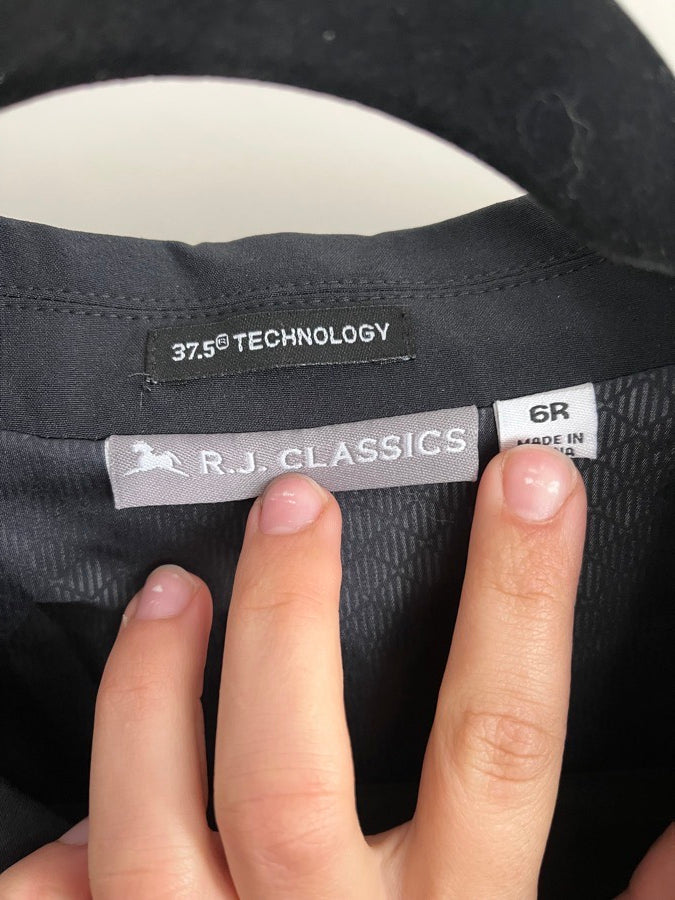 37.5® TECHNOLOGY
R.J. CLASSICS
6R
MADE IN